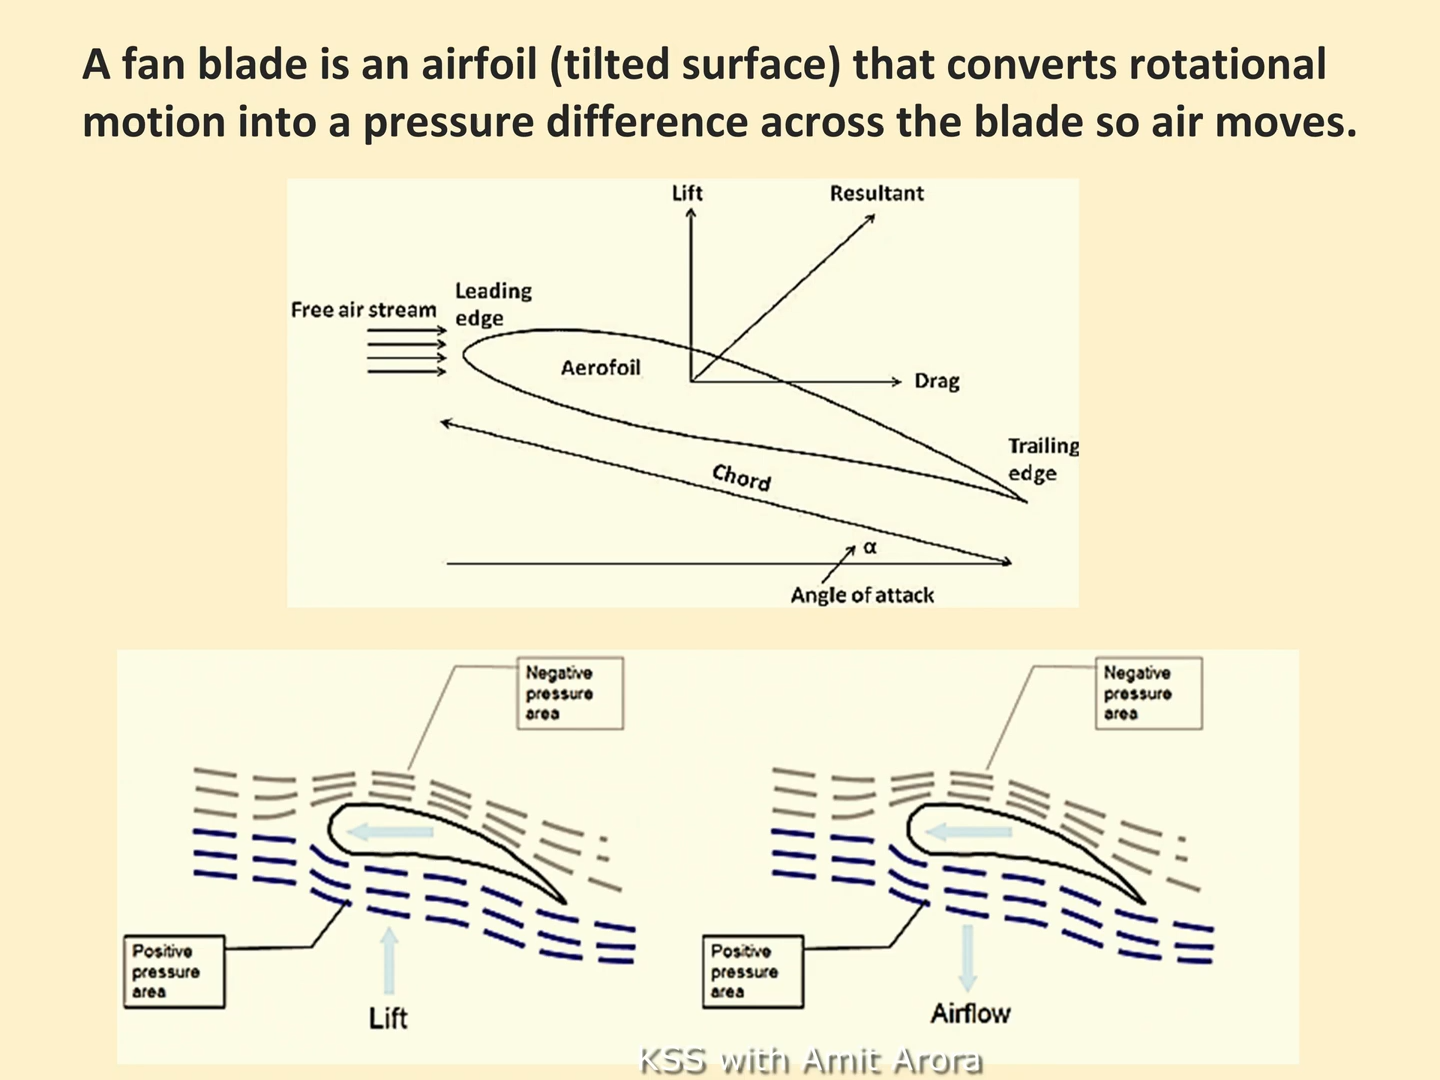 A fan blade is an airfoil (tilted surface) that converts rotational
motion into a pressure difference across the blade so air moves.
Lift
Resultant
Leading
edge
Free air stream
Aerofoil
Drag
Trailing
edge
Chord
α
Angle of attack
Negative
pressure
area
Positive
pressure
area
Lift
Negative
pressure
area
Positive
pressure
area
Airflow
KSS with Amit Arora